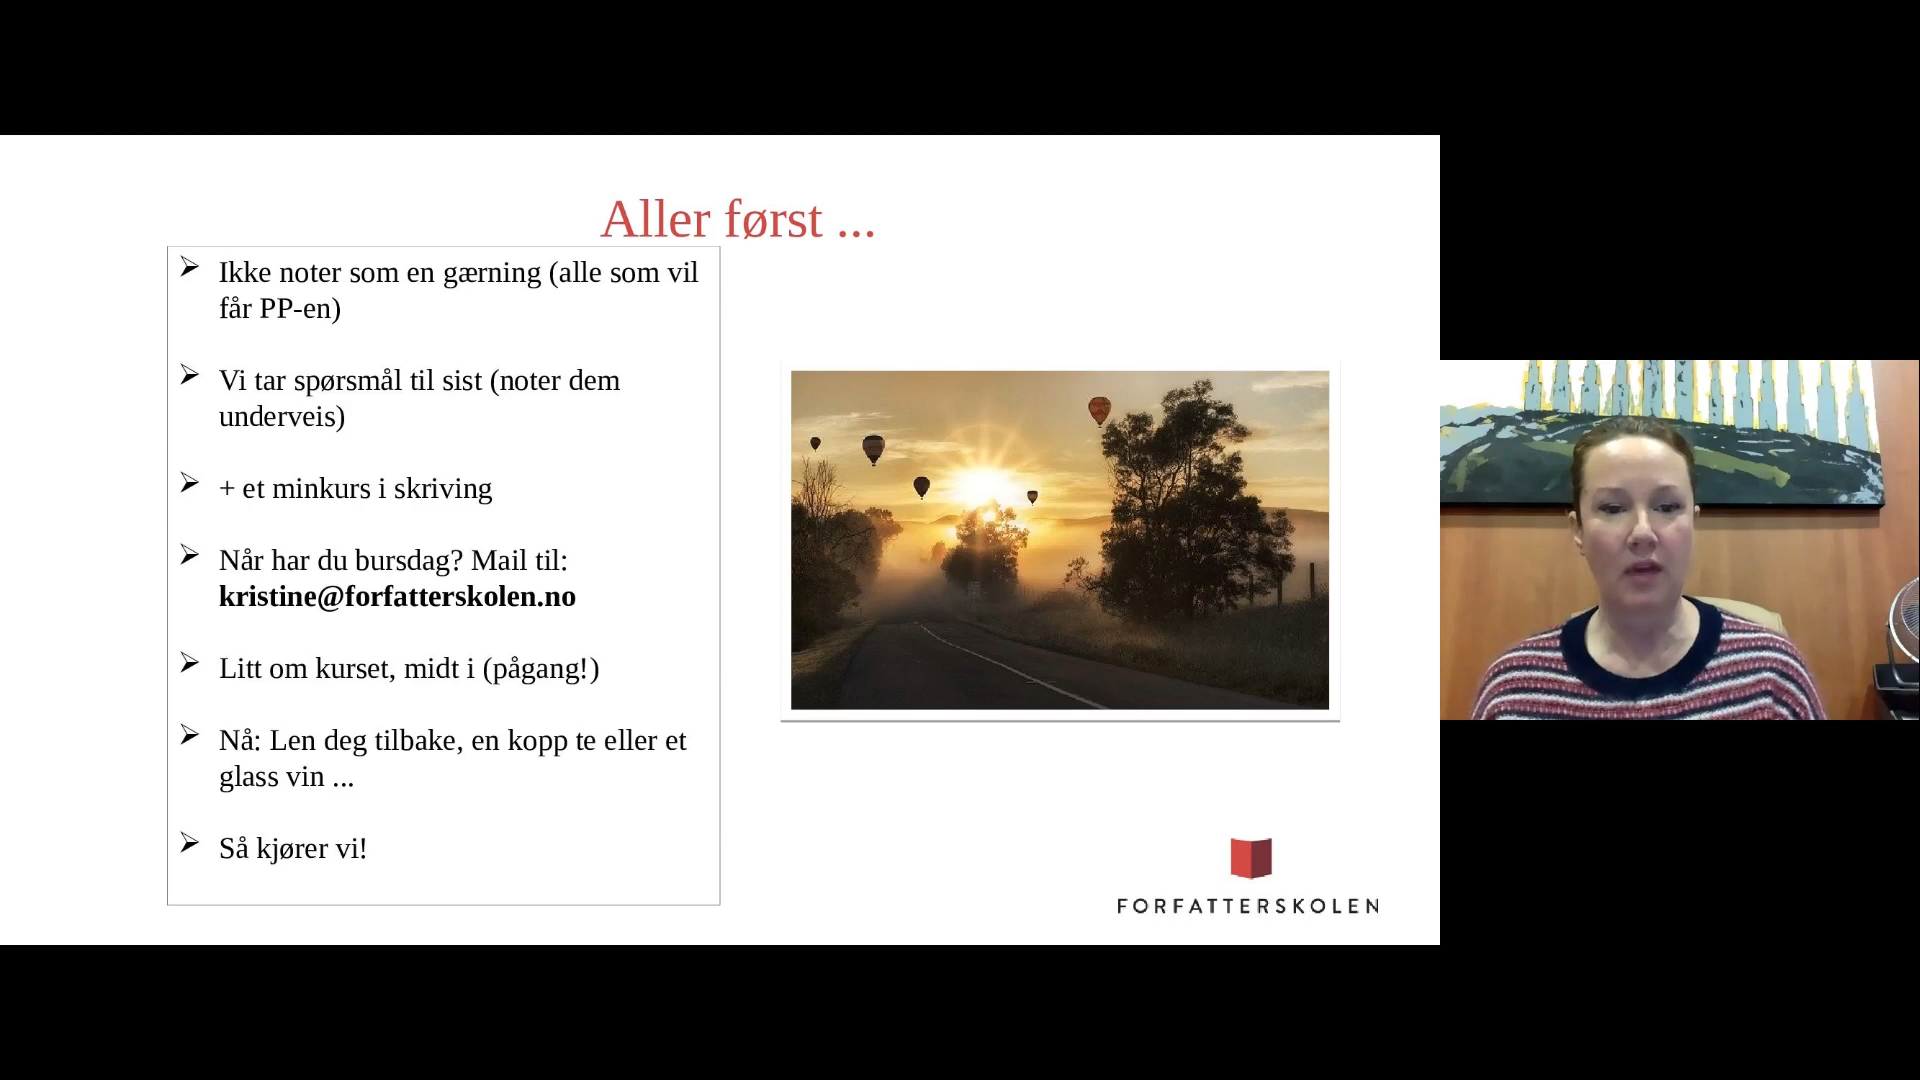 Aller først ...
Ikke noter som en gærning (alle som vil
får PP-en)
Vi tar spørsmål til sist (noter dem
underveis)
+ et minkurs i skriving
Når har du bursdag? Mail til:
kristine@forfatterskolen.no
Litt om kurset, midt i (pågang!)
Nå: Len deg tilbake, en kopp te eller et
glass vin ...
Så kjører vi!
FORFATTERSKOLEN